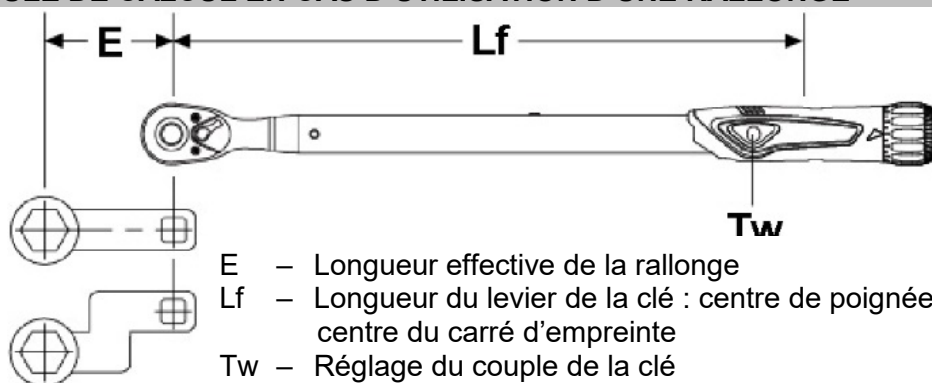 E
Lf
Tw
E – Longueur effective de la rallonge
Lf – Longueur du levier de la clé : centre de poignée
centre du carré d’empreinte
Tw – Réglage du couple de la clé